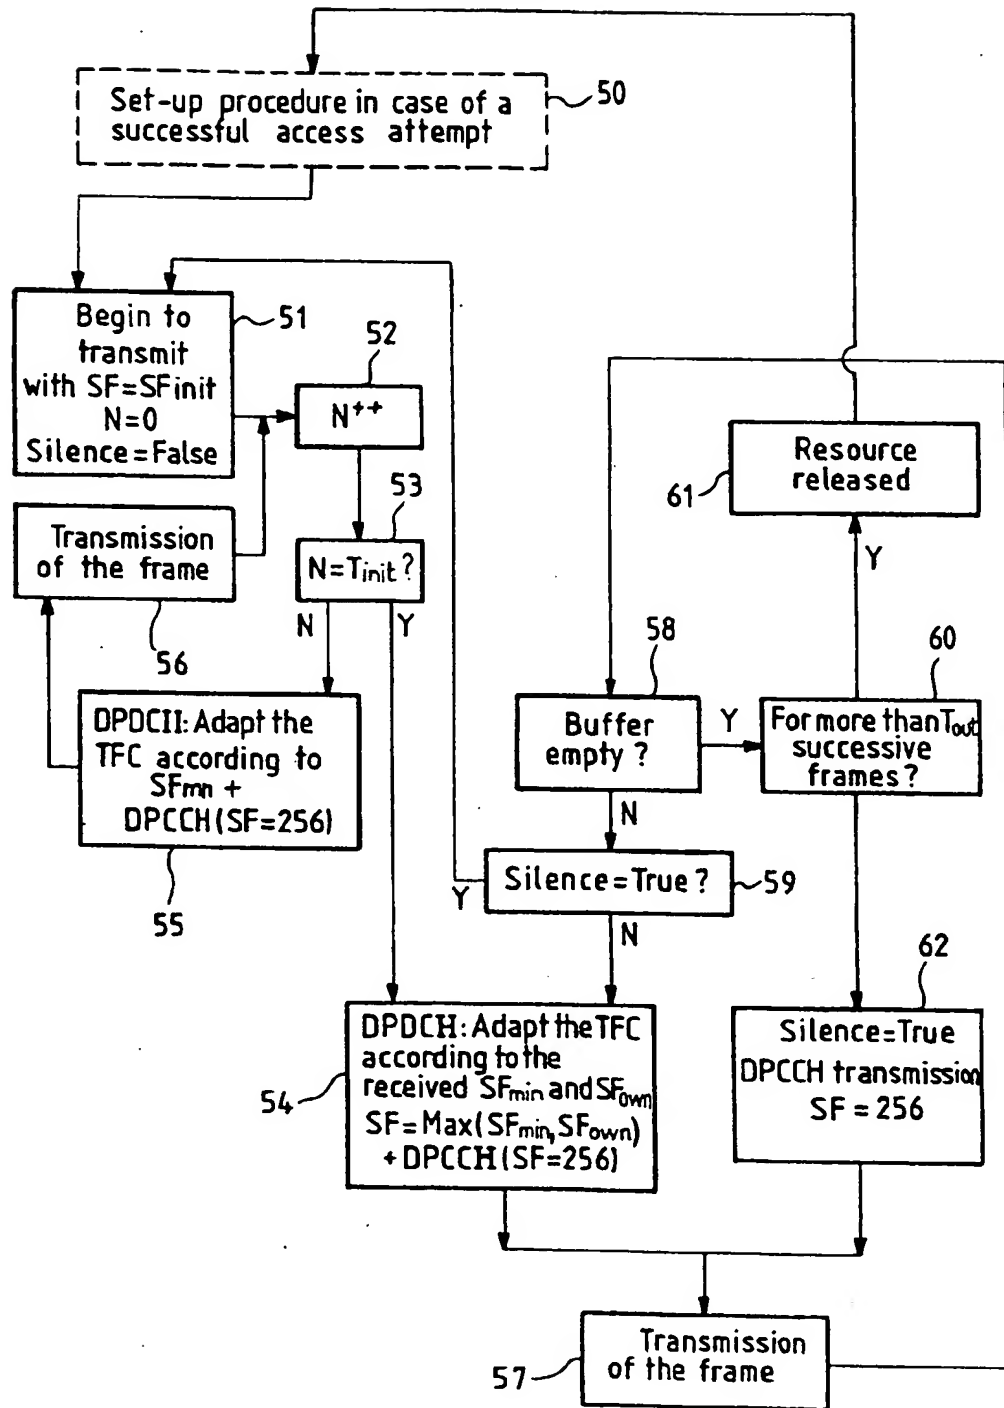 Set-up procedure in case of a
successful access attempt
50
Begin to
transmit
with SF=SFinit
N=0
Silence=False
51
52
N++
53
N=Tinit?
N
Y
Transmission
of the frame
56
DPDCII: Adapt the
TFC according to
SFmn +
DPCCH(SF=256)
55
61
Resource
released
Y
58
Buffer
empty?
Y
60
For more than Tout
successive
frames?
N
Silence=True?
59
Y
N
62
54
DPDCH: Adapt the TFC
according to the
received SFmin and SFown
SF=Max(SFmin,SFown)
+ DPCCH(SF=256)
Silence=True
DPCCH transmission
SF=256
57
Transmission
of the frame